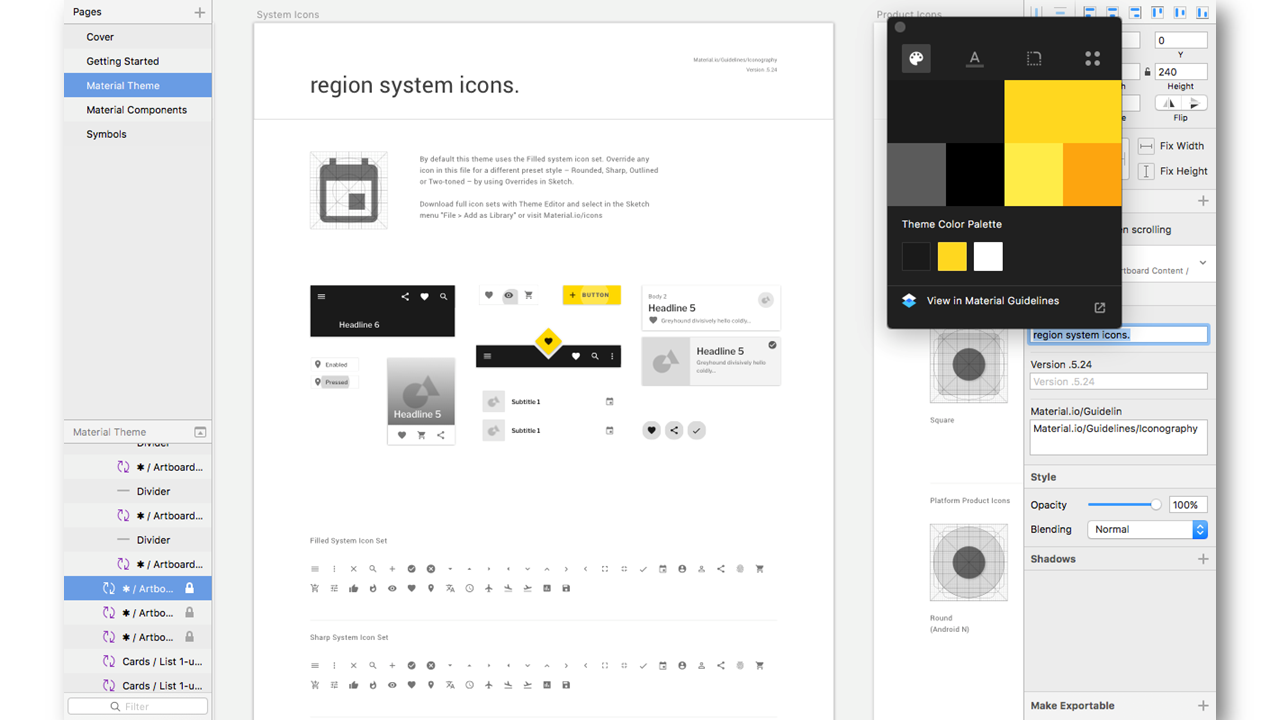 Pages
Cover
Getting Started
Material Theme
Material Components
Symbols
Material Theme
Divider
✱ / Artboard...
Divider
✱ / Artboard...
Divider
✱ / Artboard...
✱ / Artbo...
✱ / Artbo...
✱ / Artbo...
Cards / List 1-u...
Cards / List 1-u...
Filter
System Icons
Material.io/Guidelines/Iconography
Version .5.24
region system icons.
By default this theme uses the Filled system icon set. Override any
icon in this file for a different preset style – Rounded, Sharp, Outlined
or Two-toned – by using Overrides in Sketch.
Download full icon sets with Theme Editor and select in the Sketch
menu "File > Add as Library" or visit Material.io/icons
Headline 6
Enabled
Pressed
Headline 5
BUTTON
Subtitle 1
Subtitle 1
Body 2
Headline 5
Greyhound divisively hello coldly...
Headline 5
Greyhound divisively hello
coldly...
Filled System Icon Set
Sharp System Icon Set
Product Icons
Square
Platform Product Icons
Round
(Android N)
A
Theme Color Palette
View in Material Guidelines
0
Y
240
Height
Flip
Fix Width
Fix Height
en scrolling
rtboard Content /
region system icons.
Version .5.24
Version .5.24
Material.io/Guidelin
Material.io/Guidelines/Iconography
Style
Opacity
100%
Blending
Normal
Shadows
Make Exportable